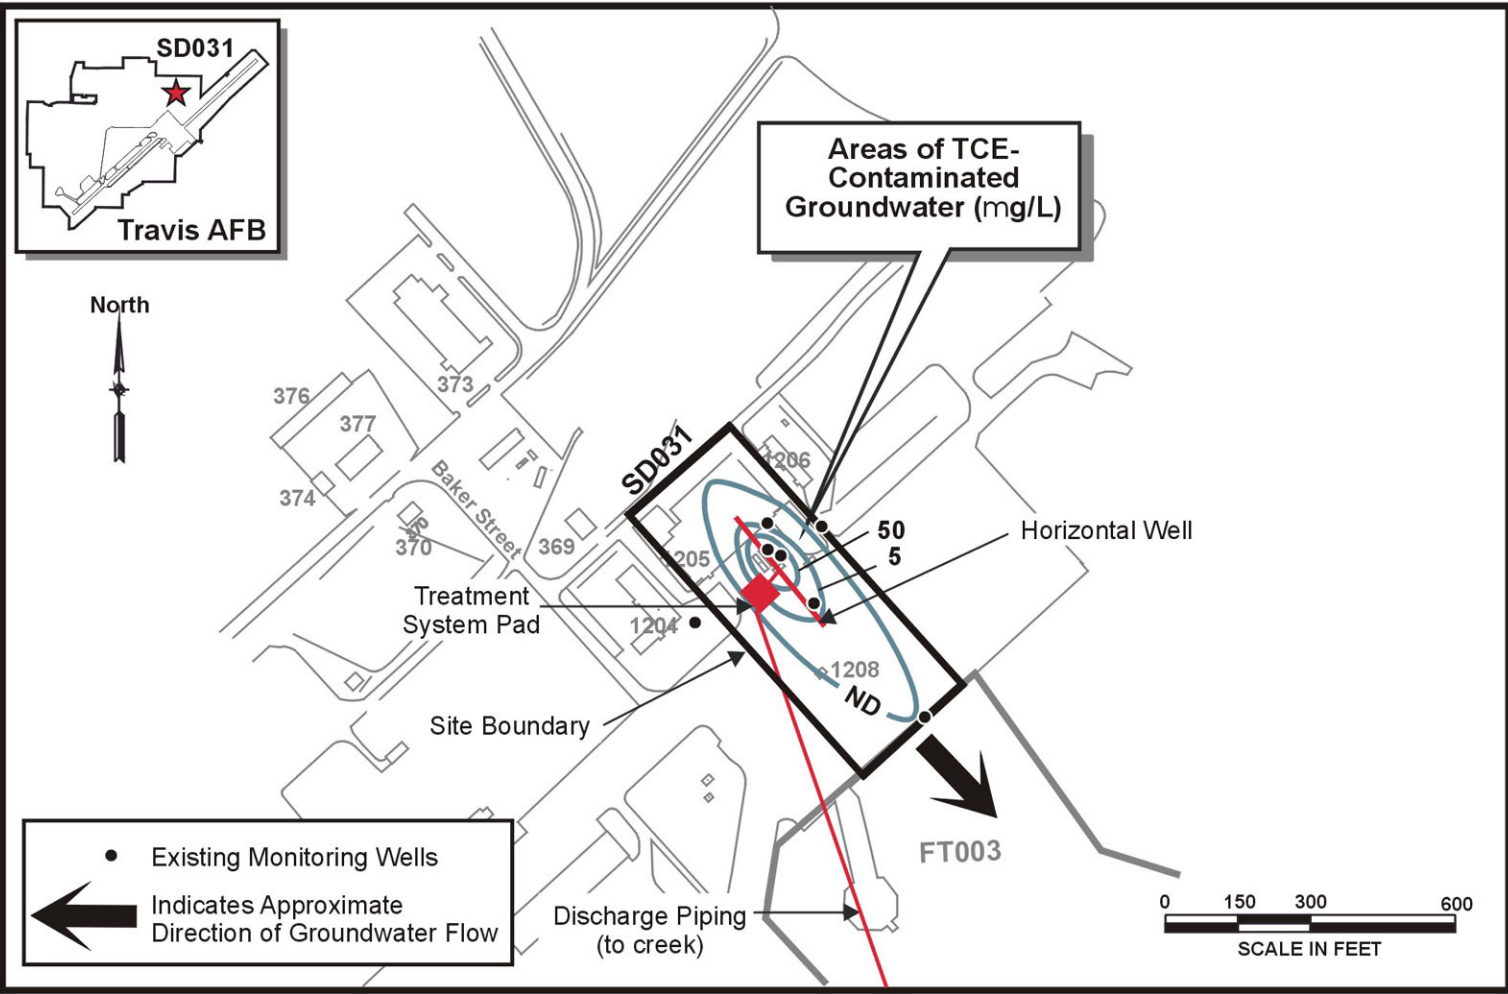 SD031
Travis AFB
North
Areas of TCE-
Contaminated
Groundwater (mg/L)
373
376
377
374
Baker Street
370
370
369
SD031
1206
1205
50
5
Horizontal Well
Treatment
System Pad
1204
1208
ND
Site Boundary
FT003
Discharge Piping
(to creek)
Existing Monitoring Wells
Indicates Approximate
Direction of Groundwater Flow
0 150 300 600
SCALE IN FEET